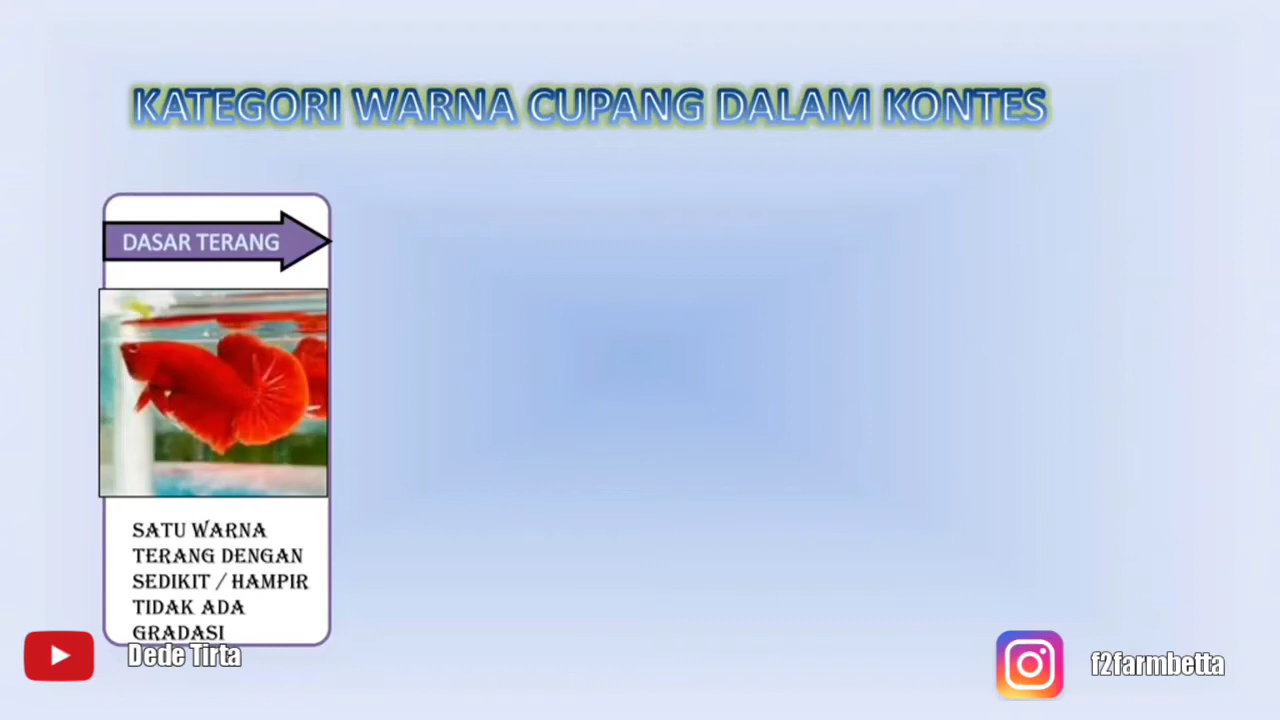 KATEGORI WARNA CUPANG DALAM KONTES
DASAR TERANG
SATU WARNA
TERANG DENGAN
SEDIKIT / HAMPIR
TIDAK ADA
GRADASI
Dede Tirta
f2farmbetta